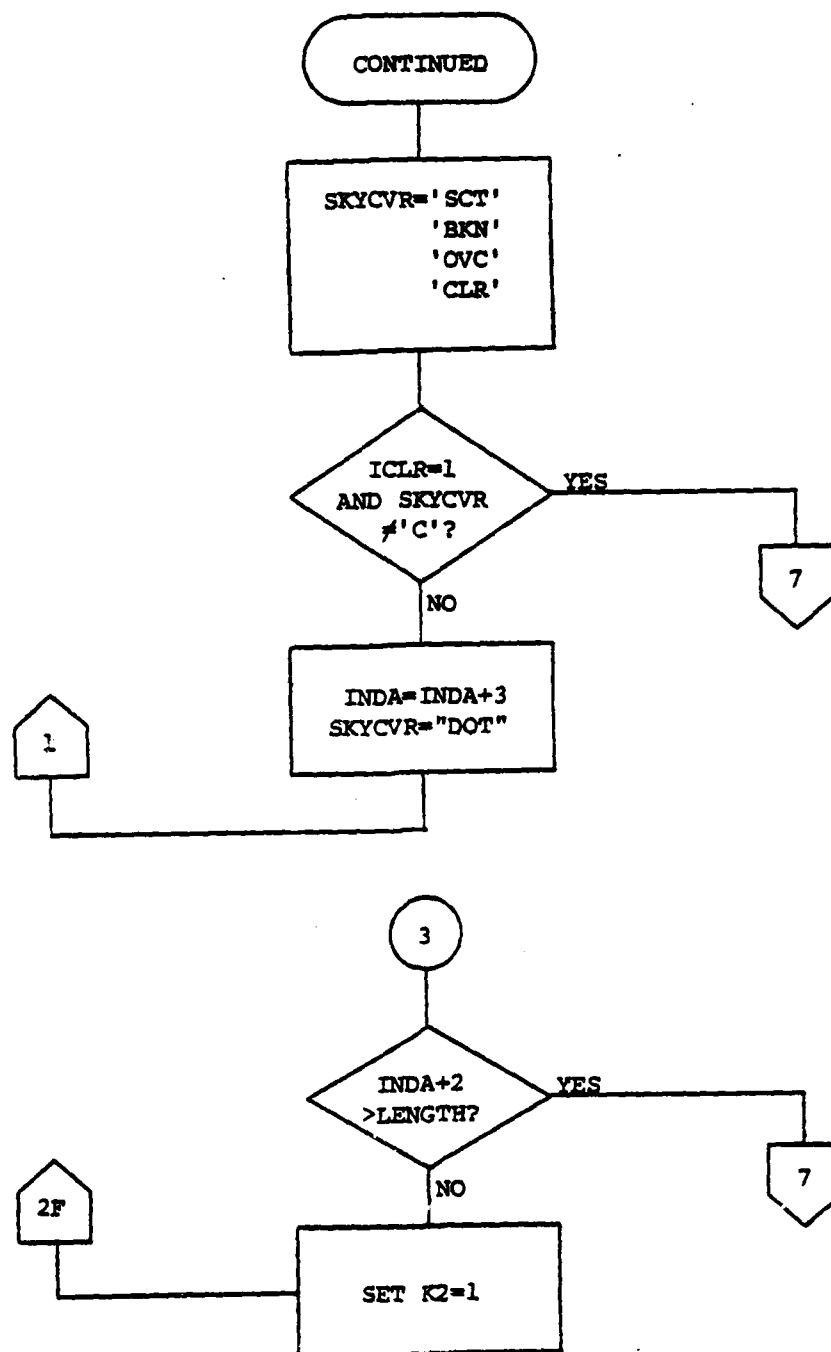 CONTINUED
SKYCVR='SCT'
'BKN'
'OVC'
'CLR'
ICLR=1
AND SKYCVR
≠'C'?
YES
7
NO
INDA=INDA+3
SKYCVR="DOT"
1
3
INDA+2
>LENGTH?
YES
7
NO
2F
SET K2=1